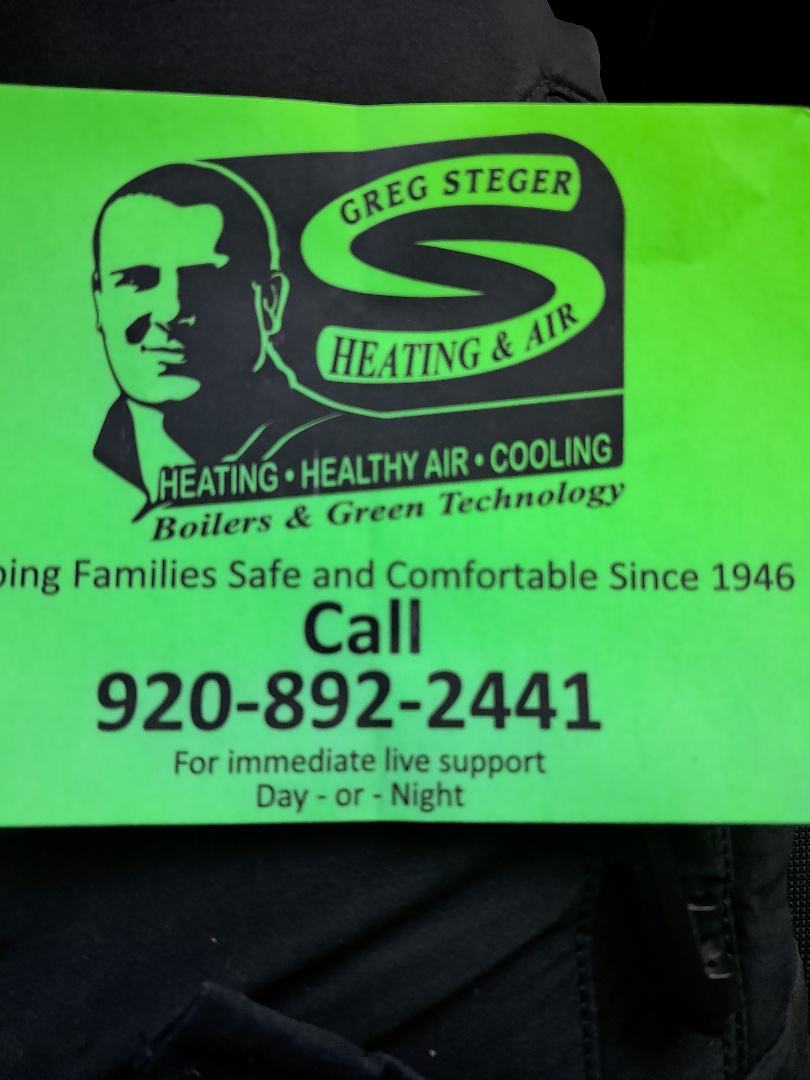 GREG STEGER
HEATING & AIR
HEATING • HEALTHY AIR • COOLING
Boilers & Green Technology
ping Families Safe and Comfortable Since 1946
Call
920-892-2441
For immediate live support
Day - or - Night